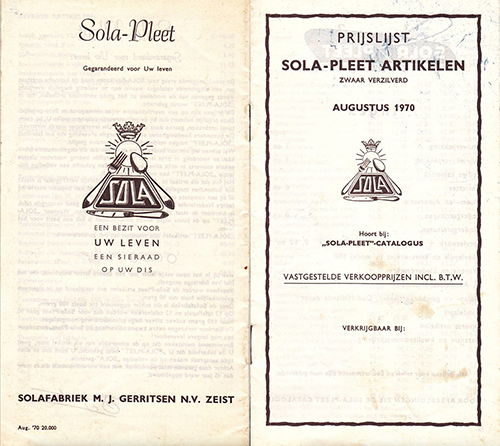 Sola-Pleet
Gegarandeerd voor Uw leven
SOLA
EEN BEZIT VOOR
UW LEVEN
EEN SIERAAD
OP UW DIS
SOLAFABRIEK M. J. GERRITSEN N.V. ZEIST
Aug. '70 20.000
PRIJSLIJST
SOLA-PLEET ARTIKELEN
ZWAAR VERZILVERD
AUGUSTUS 1970
SOLA
Hoort bij:
„SOLA-PLEET"-CATALOGUS
VASTGESTELDE VERKOOPPRIJZEN INCL. B.T.W.
VERKRIJGBAAR BIJ: